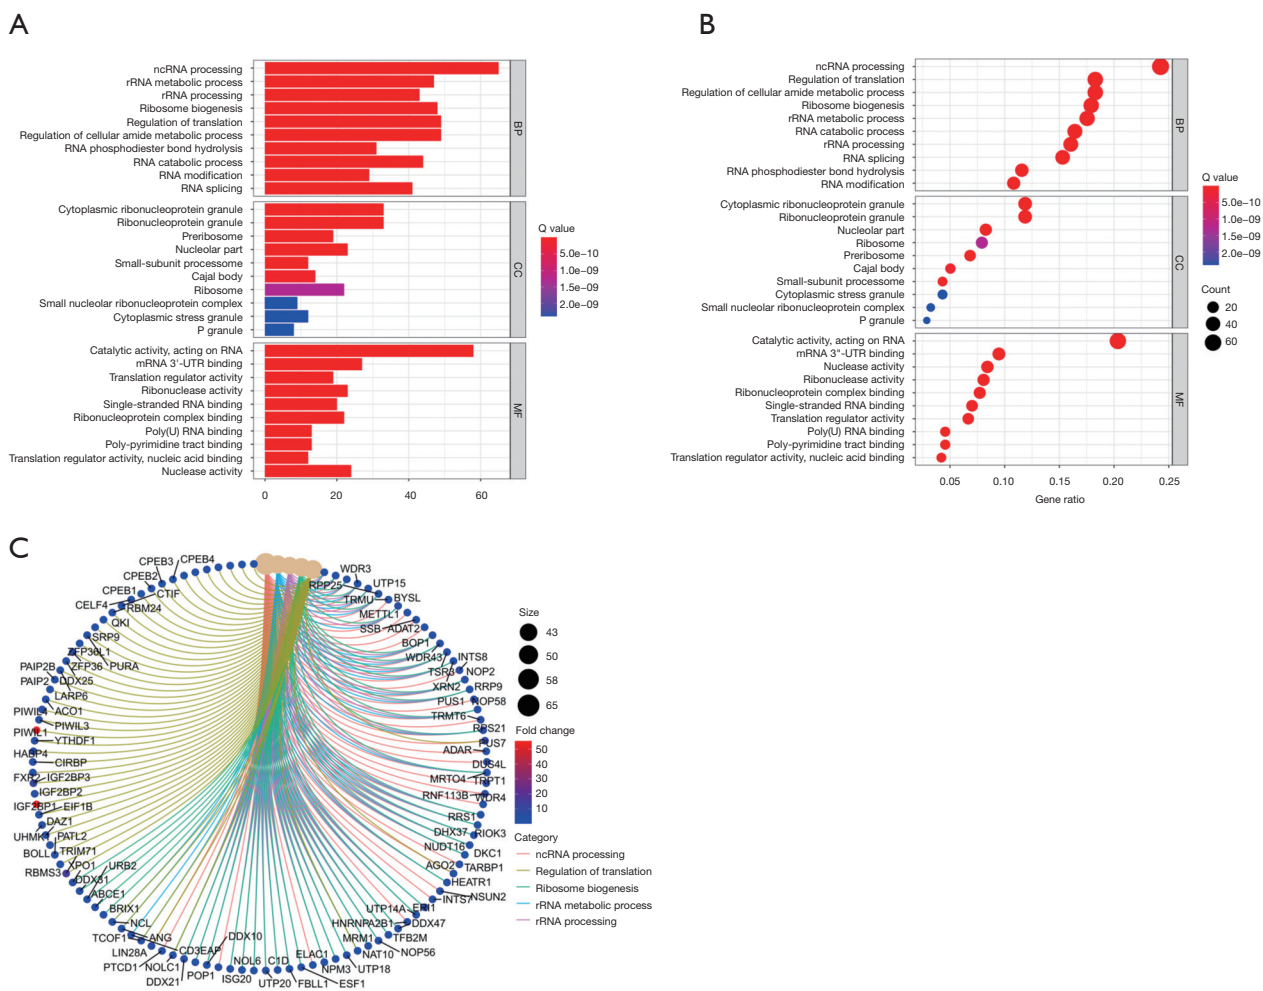 A
ncRNA processing
rRNA metabolic process
rRNA processing
Ribosome biogenesis
Regulation of translation
Regulation of cellular amide metabolic process
RNA phosphodiester bond hydrolysis
RNA catabolic process
RNA modification
RNA splicing
BP
Cytoplasmic ribonucleoprotein granule
Ribonucleoprotein granule
Preribosome
Nucleolar part
Small-subunit processome
Cajal body
Ribosome
Small nucleolar ribonucleoprotein complex
Cytoplasmic stress granule
P granule
CC
Catalytic activity, acting on RNA
mRNA 3'-UTR binding
Translation regulator activity
Ribonuclease activity
Single-stranded RNA binding
Ribonucleoprotein complex binding
Poly(U) RNA binding
Poly-pyrimidine tract binding
Translation regulator activity, nucleic acid binding
Nuclease activity
MF
0 20 40 60
Q value
5.0e−10
1.0e−09
1.5e−09
2.0e−09
B
ncRNA processing
Regulation of translation
Regulation of cellular amide metabolic process
Ribosome biogenesis
rRNA metabolic process
RNA catabolic process
rRNA processing
RNA splicing
RNA phosphodiester bond hydrolysis
RNA modification
BP
Cytoplasmic ribonucleoprotein granule
Ribonucleoprotein granule
Nucleolar part
Ribosome
Preribosome
Cajal body
Small-subunit processome
Cytoplasmic stress granule
Small nucleolar ribonucleoprotein complex
P granule
CC
Catalytic activity, acting on RNA
mRNA 3"-UTR binding
Nuclease activity
Ribonuclease activity
Ribonucleoprotein complex binding
Single-stranded RNA binding
Translation regulator activity
Poly(U) RNA binding
Poly-pyrimidine tract binding
Translation regulator activity, nucleic acid binding
MF
0.05 0.10 0.15 0.20 0.25
Gene ratio
Q value
5.0e−10
1.0e−09
1.5e−09
2.0e−09
Count
20
40
60
C
CPEB3 CPEB4
CPEB2
CPEB1 CTIF
CELF4 RBM24
QKI
SRP9
ZFP36L1
PAIP2B ZFP36 PURA
PAIP2 DDX25
LARP6
PIWIL4 ACO1
PIWIL3
PIWIL1
YTHDF1
HABP4
CIRBP
FXR2 IGF2BP3
IGF2BP2
IGF2BP1 EIF1B
DAZ1
UHMK1 PATL2
BOLL TRIM71
RBMS3 XPO1 URB2
DDX31
ABCE1
BRIX1
NCL
TCOF1 ANG
LIN28A CD3EAP DDX10
PTCD1 NOLC1
DDX21 POP1
ISG20 NOL6 C1D
UTP20 FBLL1
ELAC1
NPM3
ESF1
UTP18
MRM1 NAT10
NOP56
TFB2M
HNRNPA2B1 DDX47
UTP14A ERI1
INTS7 NSUN2
HEATR1
AGO2 TARBP1
DKC1
NUDT16
DHX37 RIOK3
RRS1
RNF113B WDR4
MRTO4 TRPT1
DUS4L
ADAR
PUS7
RPS21
TRMT6
PUS1 NOP58
XRN2 RRP9
TSR3 NOP2
WDR43 INTS8
BOP1
SSB ADAT2
METTL1
TRMU BYSL
RPP25 UTP15
WDR3
Size
43
50
58
65
Fold change
50
40
30
20
10
Category
ncRNA processing
Regulation of translation
Ribosome biogenesis
rRNA metabolic process
rRNA processing